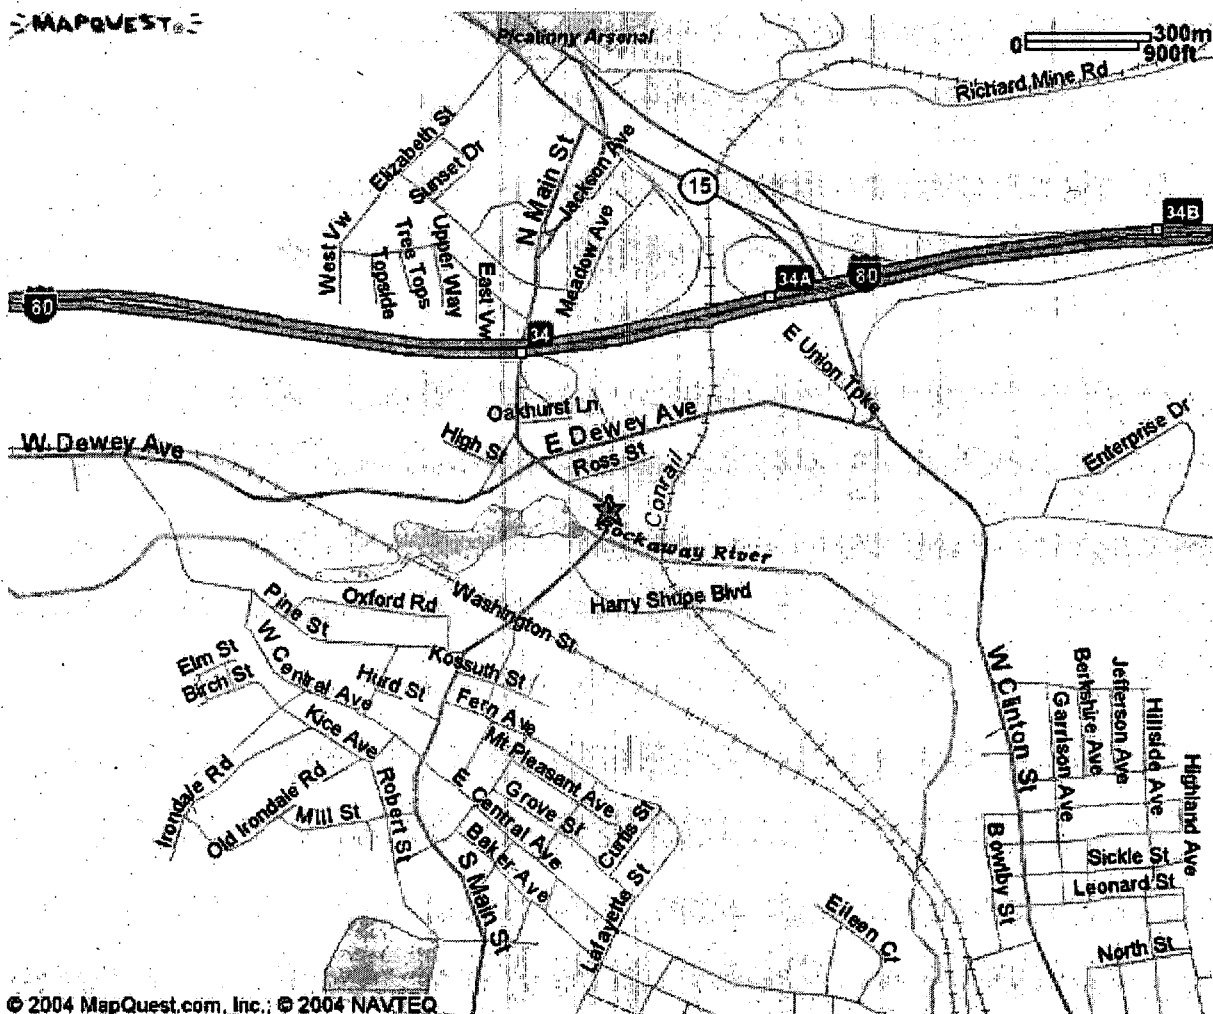 MAPQUEST
Picatinny Arsenal
0
300m
900ft
Richard Mine Rd
Elizabeth St
Sunset Dr
N Main St
Jackson Ave
15
34B
West Vw
Tree Tops
Topside
Upper Way
East Vw
Meadow Ave
34A
80
80
34
E Union Tpke
Oakhurst Ln
High St
E Dewey Ave
Ross St
W. Dewey Ave
Conrail
Enterprise Dr
Rockaway River
Harry Shupe Blvd
Washington St
Oxford Rd
Pine St
Elm St
Birch St
W Central Ave
Hurd St
Kossuth St
Fern Ave
Kice Ave
Mt Pleasant Ave
Grove St
E Central Ave
Baker Ave
Curtis St
Irondale Rd
Old Irondale Rd
Mill St
Robert St
S Main St
Lafayette St
Eileen Ct
W Clinton St
Berkshire Ave
Jefferson Ave
Garrison Ave
Hillside Ave
Highland Ave
Bowlby St
Sickle St
Leonard St
North St
© 2004 MapQuest.com, Inc.; © 2004 NAVTEQ